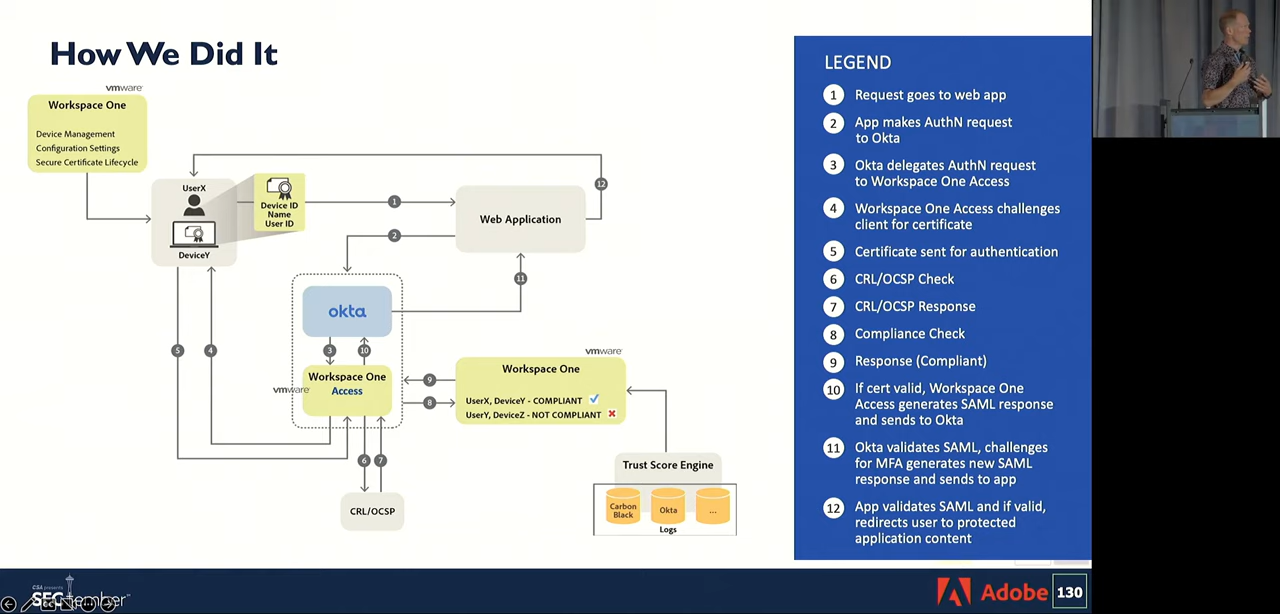 How We Did It
vmware
Workspace One
Device Management
Configuration Settings
Secure Certificate Lifecycle
UserX
DeviceY
Device ID
Name
User ID
1
2
Web Application
12
11
okta
3
10
vmware
Workspace One
Access
5
4
9
8
6
7
CRL/OCSP
vmware
Workspace One
UserX, DeviceY - COMPLIANT
UserY, DeviceZ - NOT COMPLIANT
Trust Score Engine
Carbon
Black
Okta
...
Logs
LEGEND
1 Request goes to web app
2 App makes AuthN request
to Okta
3 Okta delegates AuthN request
to Workspace One Access
4 Workspace One Access challenges
client for certificate
5 Certificate sent for authentication
6 CRL/OCSP Check
7 CRL/OCSP Response
8 Compliance Check
9 Response (Compliant)
10 If cert valid, Workspace One
Access generates SAML response
and sends to Okta
11 Okta validates SAML, challenges
for MFA generates new SAML
response and sends to app
12 App validates SAML and if valid,
redirects user to protected
application content
CSA presents
SECtember
Adobe 130